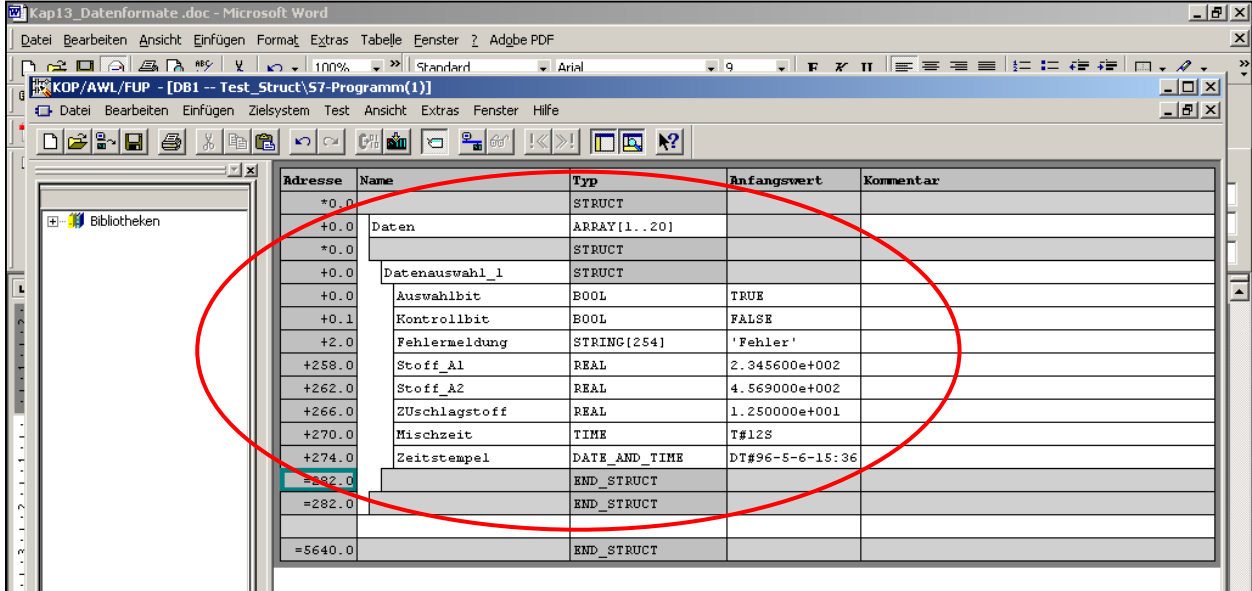 Kap13_Datenformate .doc - Microsoft Word
Datei Bearbeiten Ansicht Einfügen Format Extras Tabelle Fenster ? Adobe PDF
100% Standard Arial 9 F K U
KOP/AWL/FUP - [DB1 -- Test_Struct\S7-Programm(1)]
Datei Bearbeiten Einfügen Zielsystem Test Ansicht Extras Fenster Hilfe
Bibliotheken
Adresse Name Typ Anfangswert Kommentar
*0.0 STRUCT
+0.0 Daten ARRAY[1..20]
*0.0 STRUCT
+0.0 Datenauswahl_1 STRUCT
+0.0 Auswahlbit BOOL TRUE
+0.1 Kontrollbit BOOL FALSE
+2.0 Fehlermeldung STRING[254] 'Fehler'
+258.0 Stoff_A1 REAL 2.345600e+002
+262.0 Stoff_A2 REAL 4.569000e+002
+266.0 ZUschlagstoff REAL 1.250000e+001
+270.0 Mischzeit TIME T#12S
+274.0 Zeitstempel DATE_AND_TIME DT#96-5-6-15:36
=282.0 END_STRUCT
=282.0 END_STRUCT
=5640.0 END_STRUCT